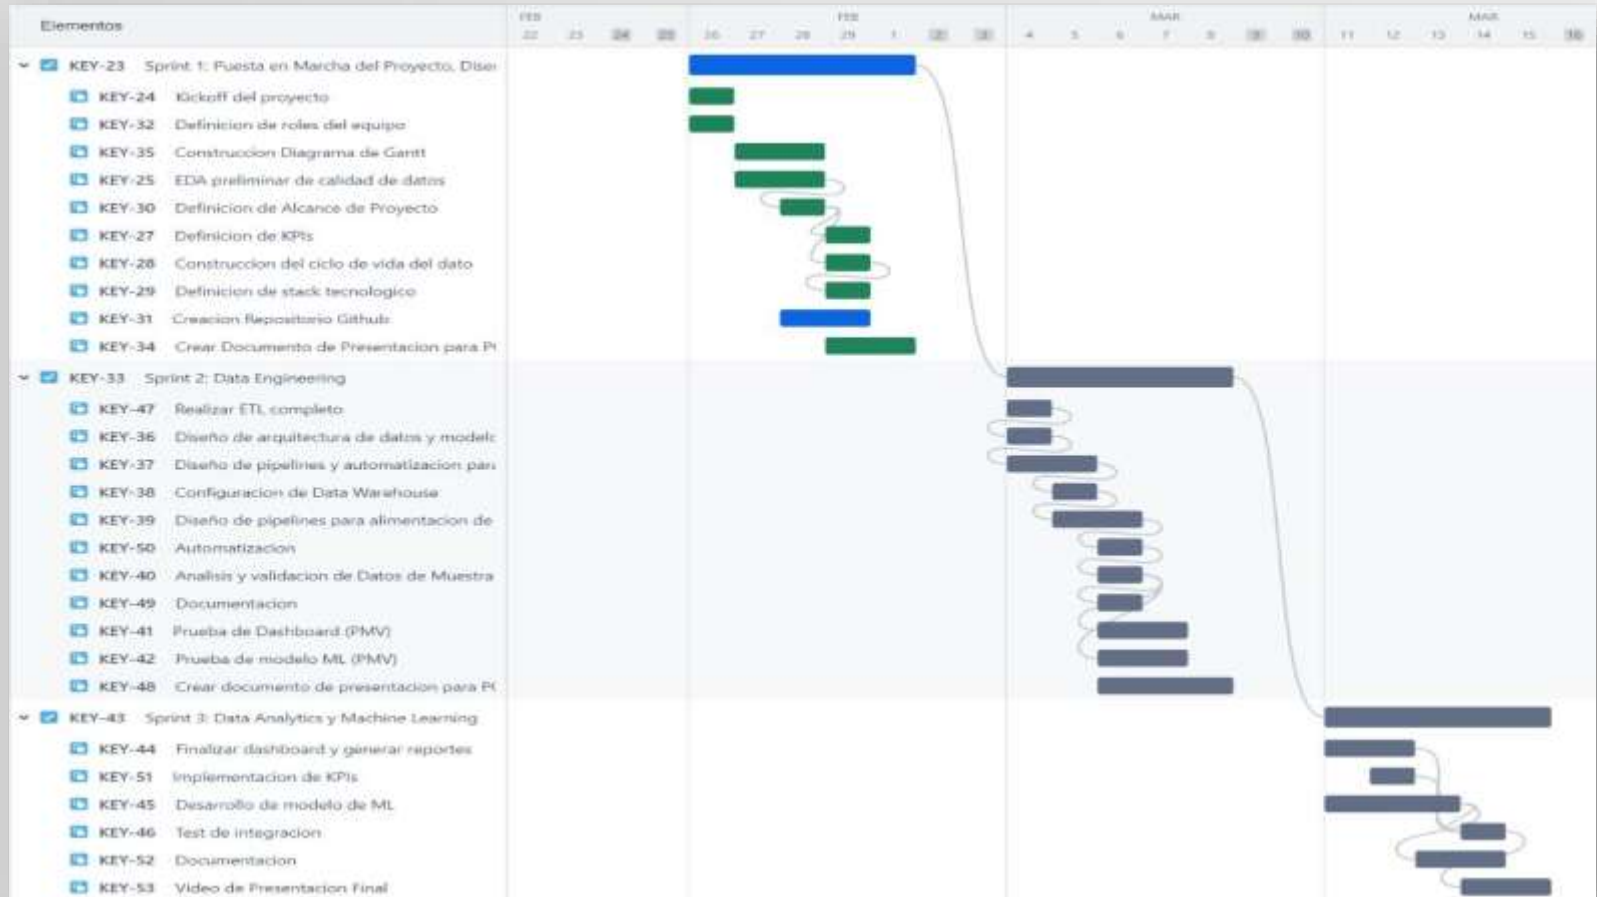 Elementos
FEB FEB MAR MAR
22 23 24 25 26 27 28 29 1 2 3 4 5 6 7 8 9 10 11 12 13 14 15 16
KEY-23 Sprint 1: Puesta en Marcha del Proyecto, Diseñ
KEY-24 Kickoff del proyecto
KEY-32 Definicion de roles del equipo
KEY-35 Construccion Diagrama de Gantt
KEY-25 EDA preliminar de calidad de datos
KEY-30 Definicion de Alcance de Proyecto
KEY-27 Definicion de KPIs
KEY-28 Construccion del ciclo de vida del dato
KEY-29 Definicion de stack tecnologico
KEY-31 Creacion Repositorio Github
KEY-34 Crear Documento de Presentacion para P
KEY-33 Sprint 2: Data Engineering
KEY-47 Realizar ETL completo
KEY-36 Diseño de arquitectura de datos y modelo
KEY-37 Diseño de pipelines y automatizacion para
KEY-38 Configuracion de Data Warehouse
KEY-39 Diseño de pipelines para alimentacion de
KEY-50 Automatizacion
KEY-40 Analisis y validacion de Datos de Muestra
KEY-49 Documentacion
KEY-41 Prueba de Dashboard (PMV)
KEY-42 Prueba de modelo ML (PMV)
KEY-48 Crear documento de presentacion para P
KEY-43 Sprint 3: Data Analytics y Machine Learning
KEY-44 Finalizar dashboard y generar reportes
KEY-51 Implementacion de KPIs
KEY-45 Desarrollo de modelo de ML
KEY-46 Test de integracion
KEY-52 Documentacion
KEY-53 Video de Presentacion Final